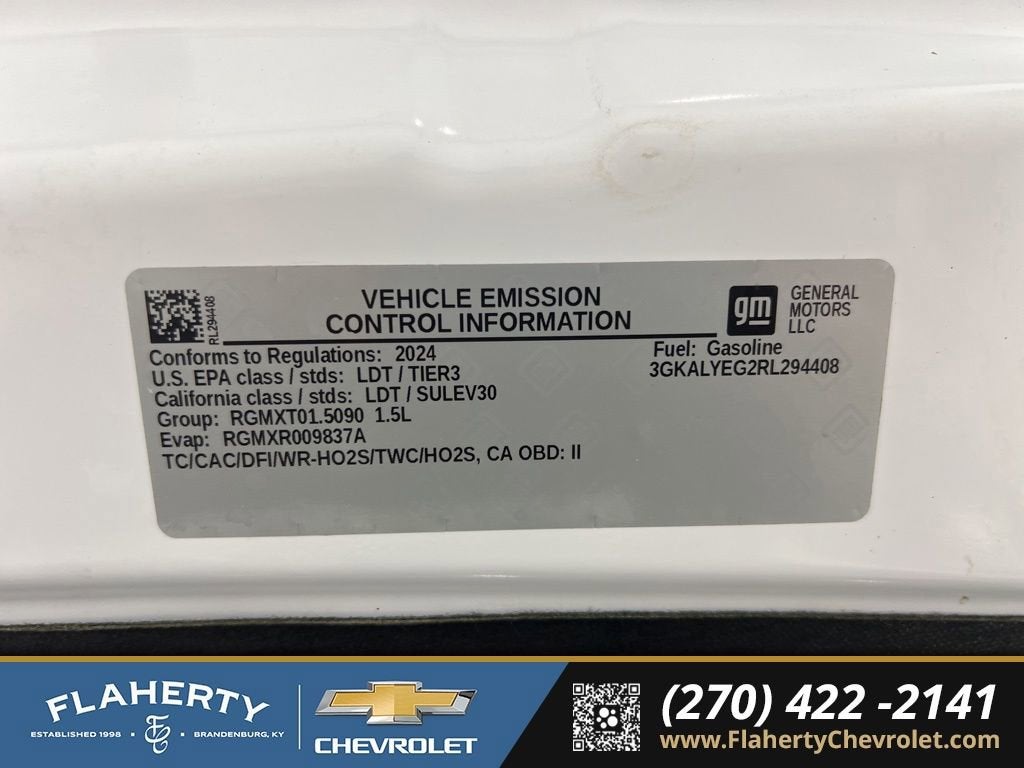 RL294408
VEHICLE EMISSION
CONTROL INFORMATION
gm
GENERAL
MOTORS
LLC
Conforms to Regulations: 2024
U.S. EPA class / stds: LDT / TIER3
California class / stds: LDT / SULEV30
Group: RGMXT01.5090 1.5L
Evap: RGMXR009837A
TC/CAC/DFI/WR-HO2S/TWC/HO2S, CA OBD: II
Fuel: Gasoline
3GKALYEG2RL294408
FLAHERTY
ESTABLISHED 1998 • • BRANDENBURG, KY
CHEVROLET
(270) 422 -2141
www.FlahertyChevrolet.com